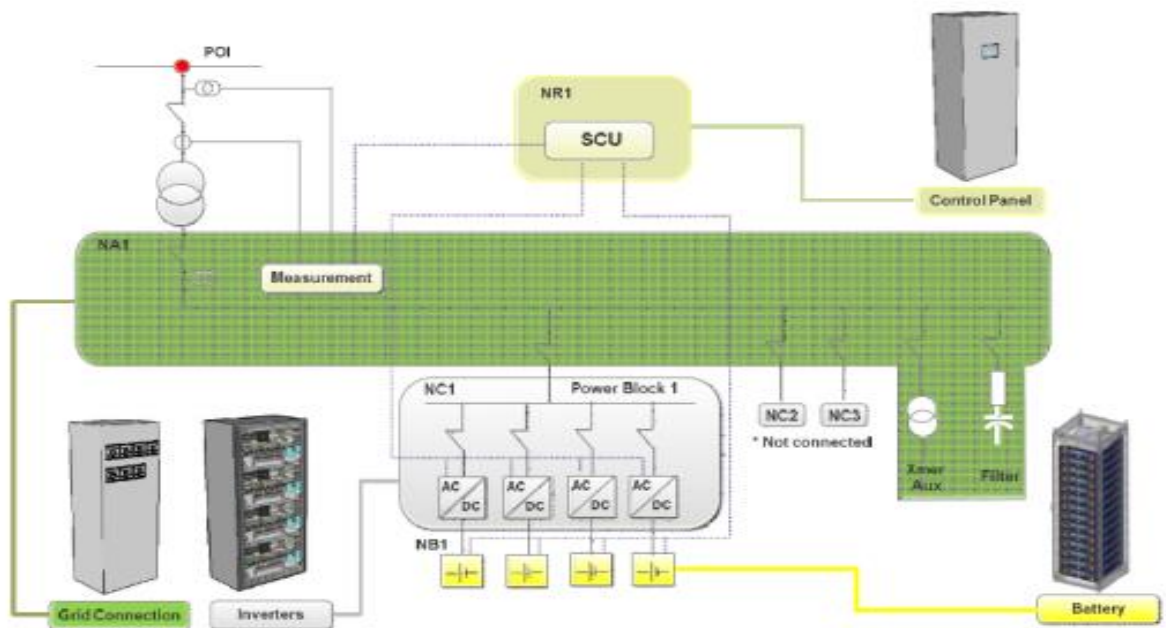 POI
NR1
SCU
Control Panel
NA1
Measurement
NC1
Power Block 1
NC2
NC3
* Not connected
AC
DC
AC
DC
AC
DC
AC
DC
Xmer
Aux
Filter
NB1
Grid Connection
Inverters
Battery